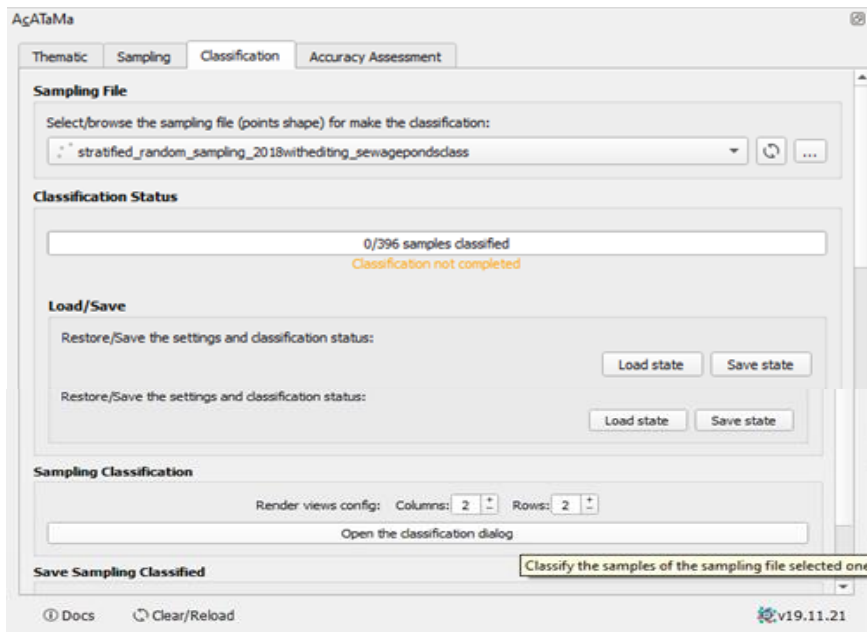 AcATaMa
Thematic Sampling Classification Accuracy Assessment
Sampling File
Select/browse the sampling file (points shape) for make the classification:
stratified_random_sampling_2018withediting_sewagepondsclass
...
Classification Status
0/396 samples classified
Classification not completed
Load/Save
Restore/Save the settings and classification status:
Load state Save state
Restore/Save the settings and classification status:
Load state Save state
Sampling Classification
Render views config: Columns: 2 Rows: 2
Open the classification dialog
Classify the samples of the sampling file selected one
Save Sampling Classified
Docs Clear/Reload v19.11.21